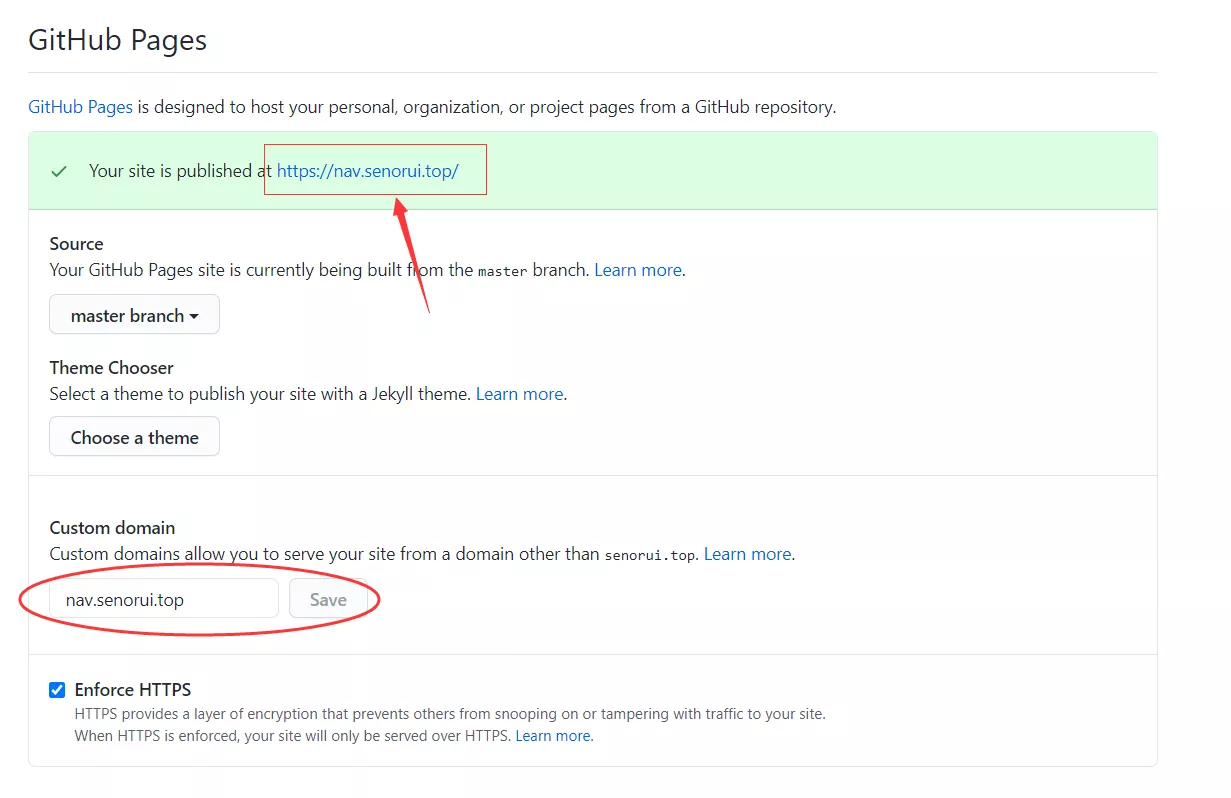 GitHub Pages
GitHub Pages is designed to host your personal, organization, or project pages from a GitHub repository.
Your site is published at https://nav.senorui.top/
Source
Your GitHub Pages site is currently being built from the master branch. Learn more.
master branch
Theme Chooser
Select a theme to publish your site with a Jekyll theme. Learn more.
Choose a theme
Custom domain
Custom domains allow you to serve your site from a domain other than senorui.top. Learn more.
nav.senorui.top Save
Enforce HTTPS
HTTPS provides a layer of encryption that prevents others from snooping on or tampering with traffic to your site.
When HTTPS is enforced, your site will only be served over HTTPS. Learn more.